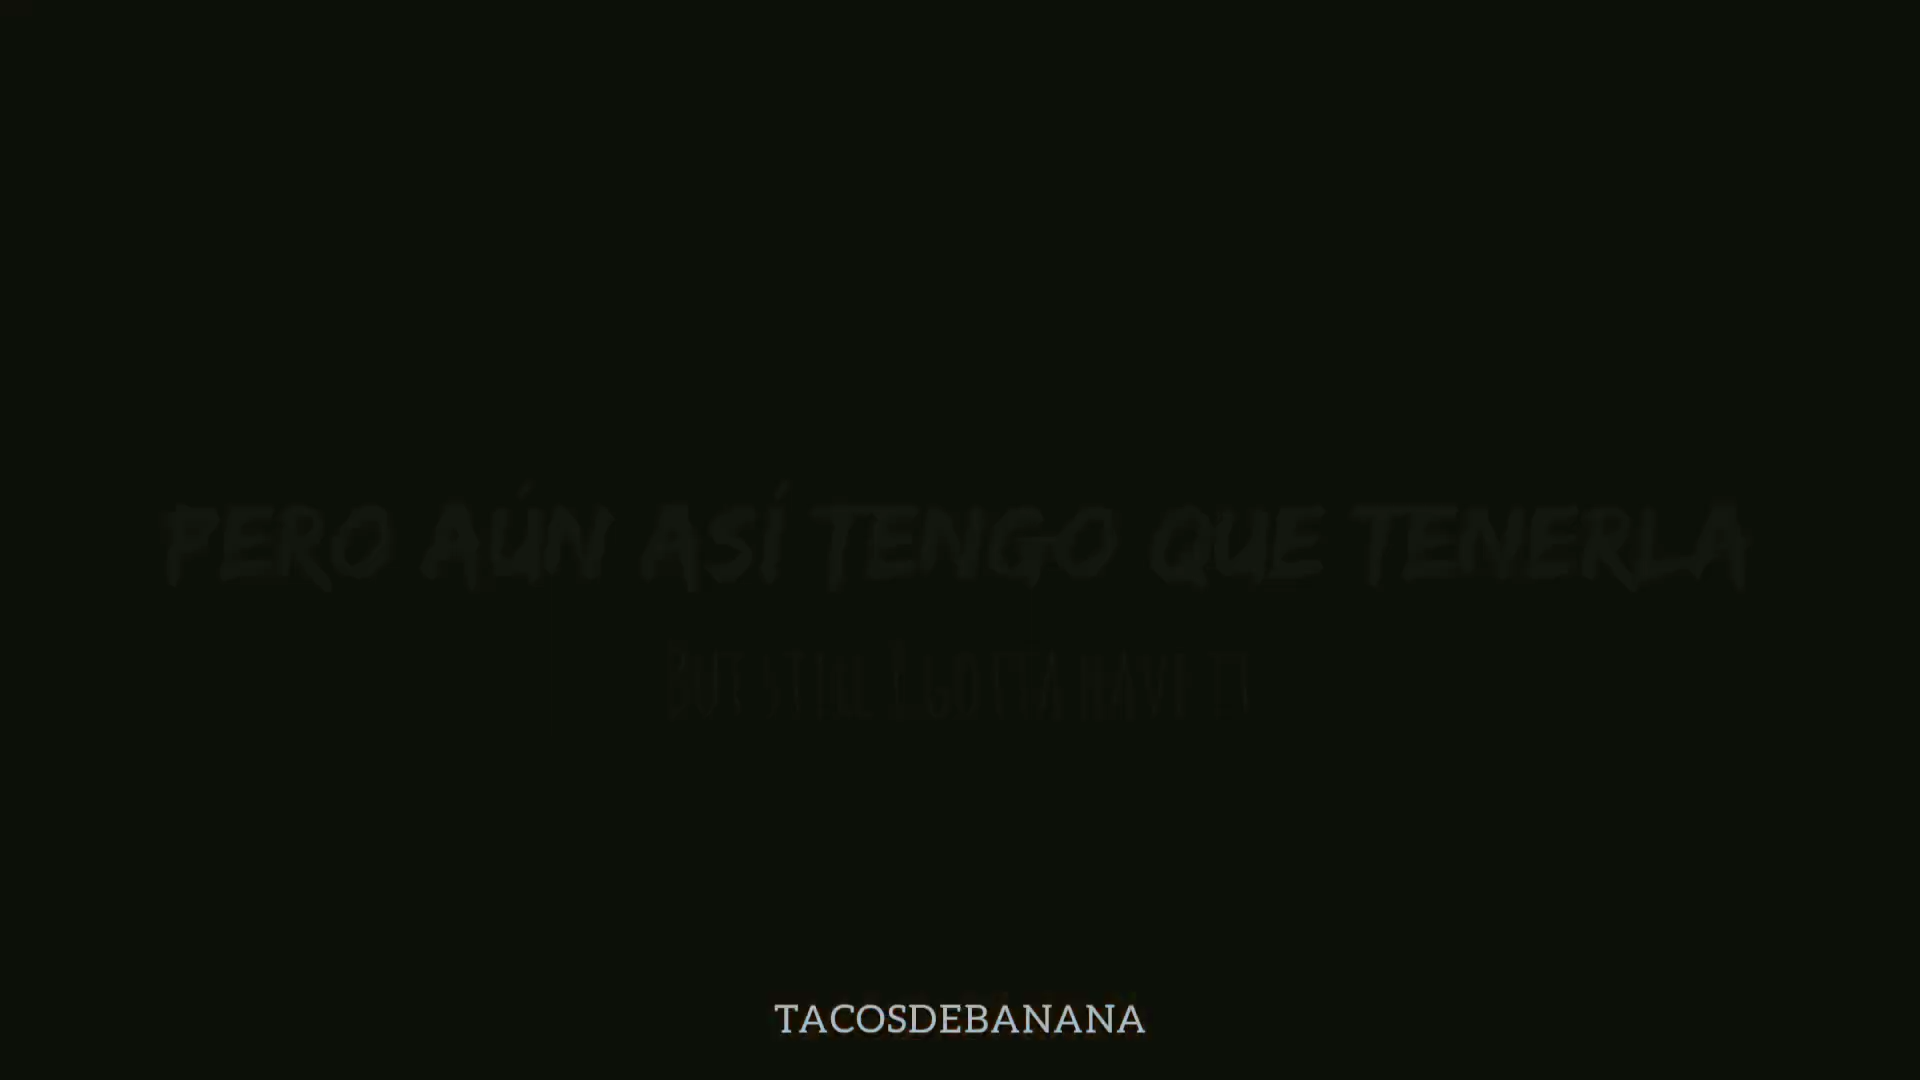 PERO AÚN ASÍ TENGO QUE TENERLA
BUT STILL I GOTTA HAVE IT
TACOSDEBANANA